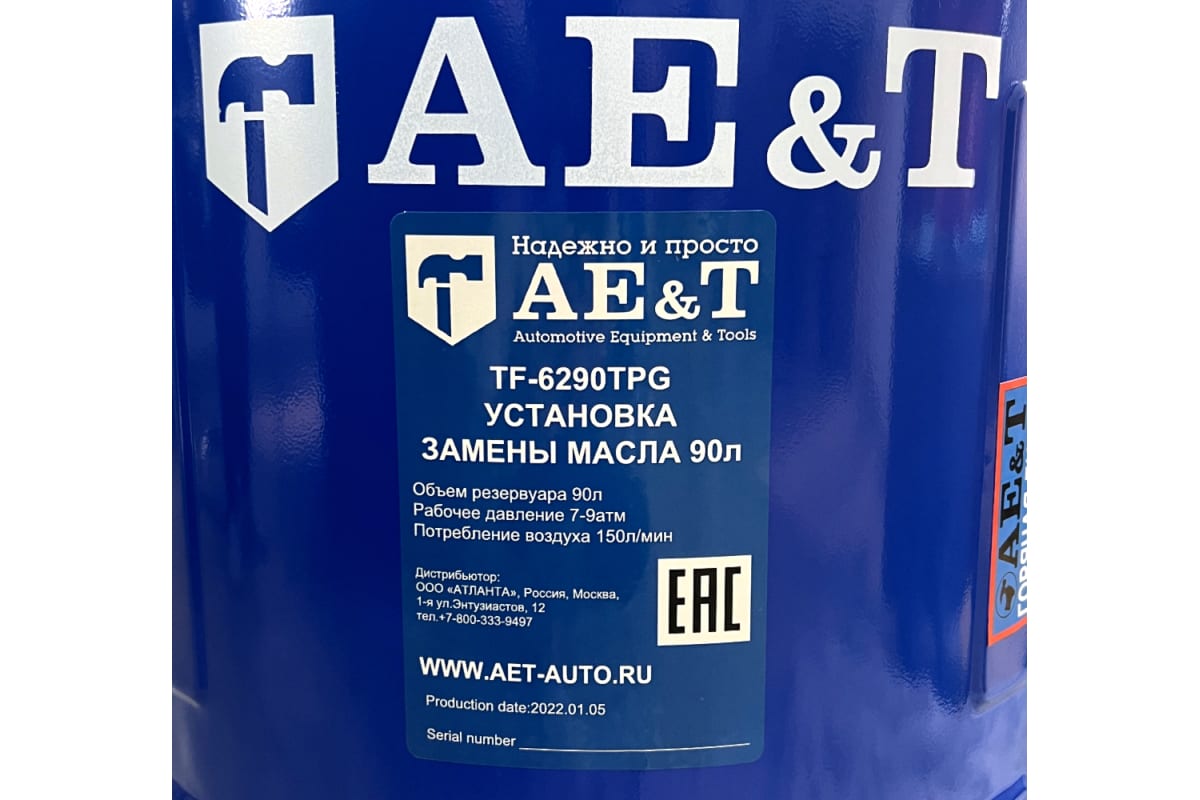 AE&T
Надежно и просто
AE&T
Automotive Equipment & Tools
TF-6290TPG
УСТАНОВКА
ЗАМЕНЫ МАСЛА 90л
Объем резервуара 90л
Рабочее давление 7-9атм
Потребление воздуха 150л/мин
Дистрибьютор:
ООО «АТЛАНТА», Россия, Москва,
1-я ул.Энтузиастов, 12
тел.+7-800-333-9497
EAC
WWW.AET-AUTO.RU
Production date:2022.01.05
Serial number
AE&T